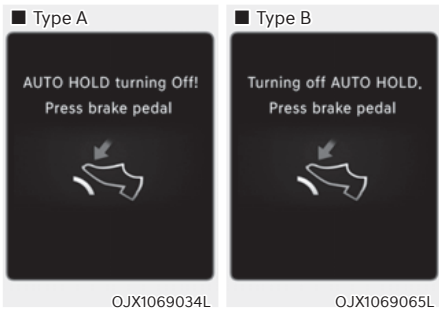 ■ Type A
AUTO HOLD turning Off!
Press brake pedal
OJX1069034L
■ Type B
Turning off AUTO HOLD.
Press brake pedal
OJX1069065L